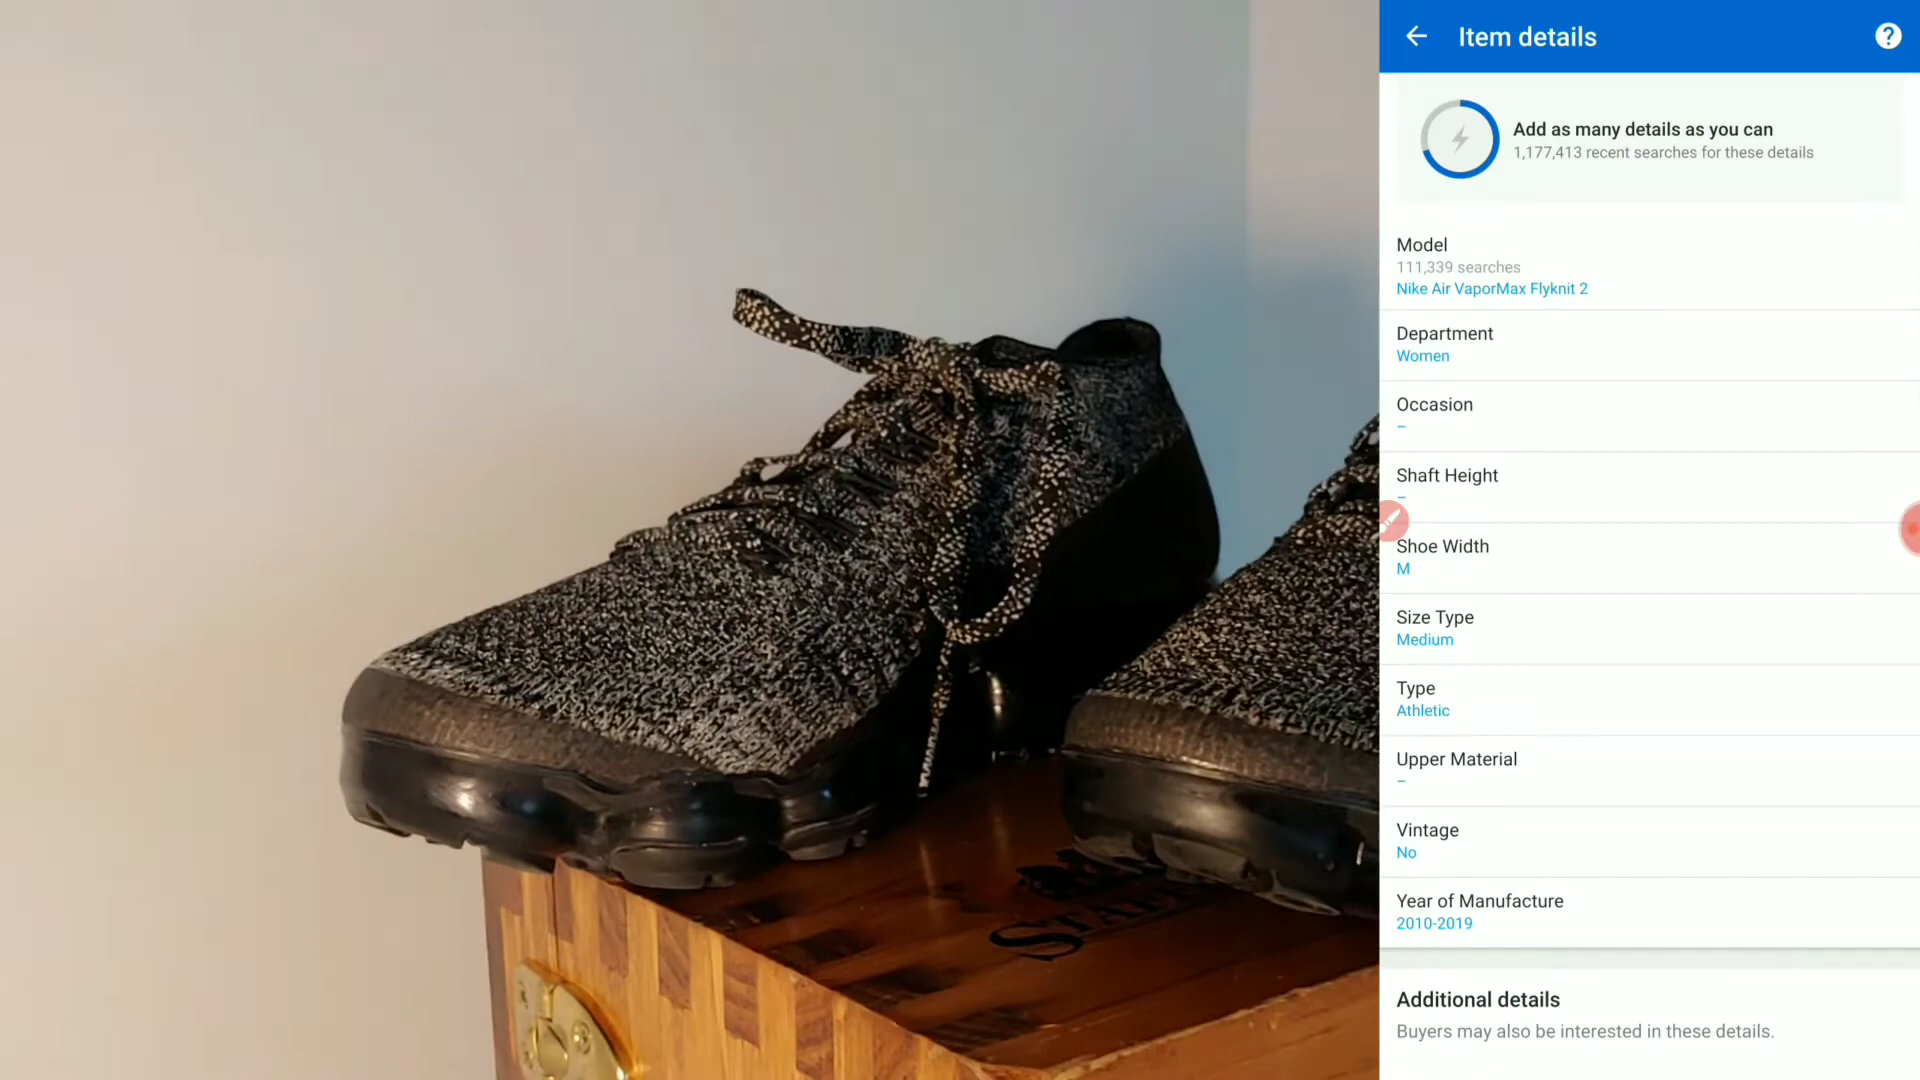 Item details
Add as many details as you can
1,177,413 recent searches for these details
Model
111,339 searches
Nike Air VaporMax Flyknit 2
Department
Women
Occasion
–
Shaft Height
–
Shoe Width
M
Size Type
Medium
Type
Athletic
Upper Material
–
Vintage
No
Year of Manufacture
2010-2019
Additional details
Buyers may also be interested in these details.